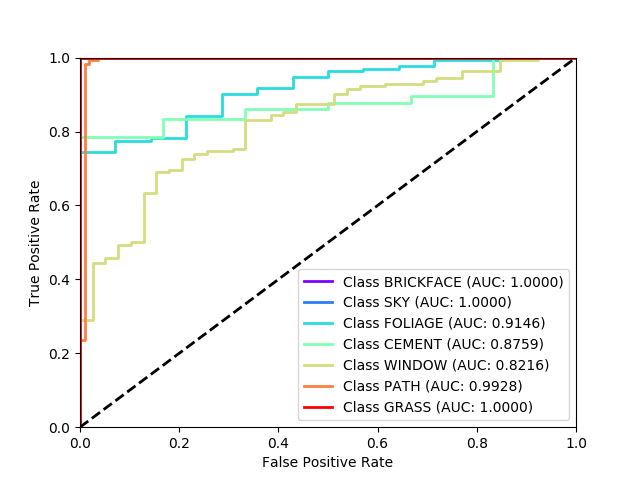 1.0
0.8
0.6
0.4
0.2
0.0
True Positive Rate
Class BRICKFACE (AUC: 1.0000)
Class SKY (AUC: 1.0000)
Class FOLIAGE (AUC: 0.9146)
Class CEMENT (AUC: 0.8759)
Class WINDOW (AUC: 0.8216)
Class PATH (AUC: 0.9928)
Class GRASS (AUC: 1.0000)
0.0 0.2 0.4 0.6 0.8 1.0
False Positive Rate